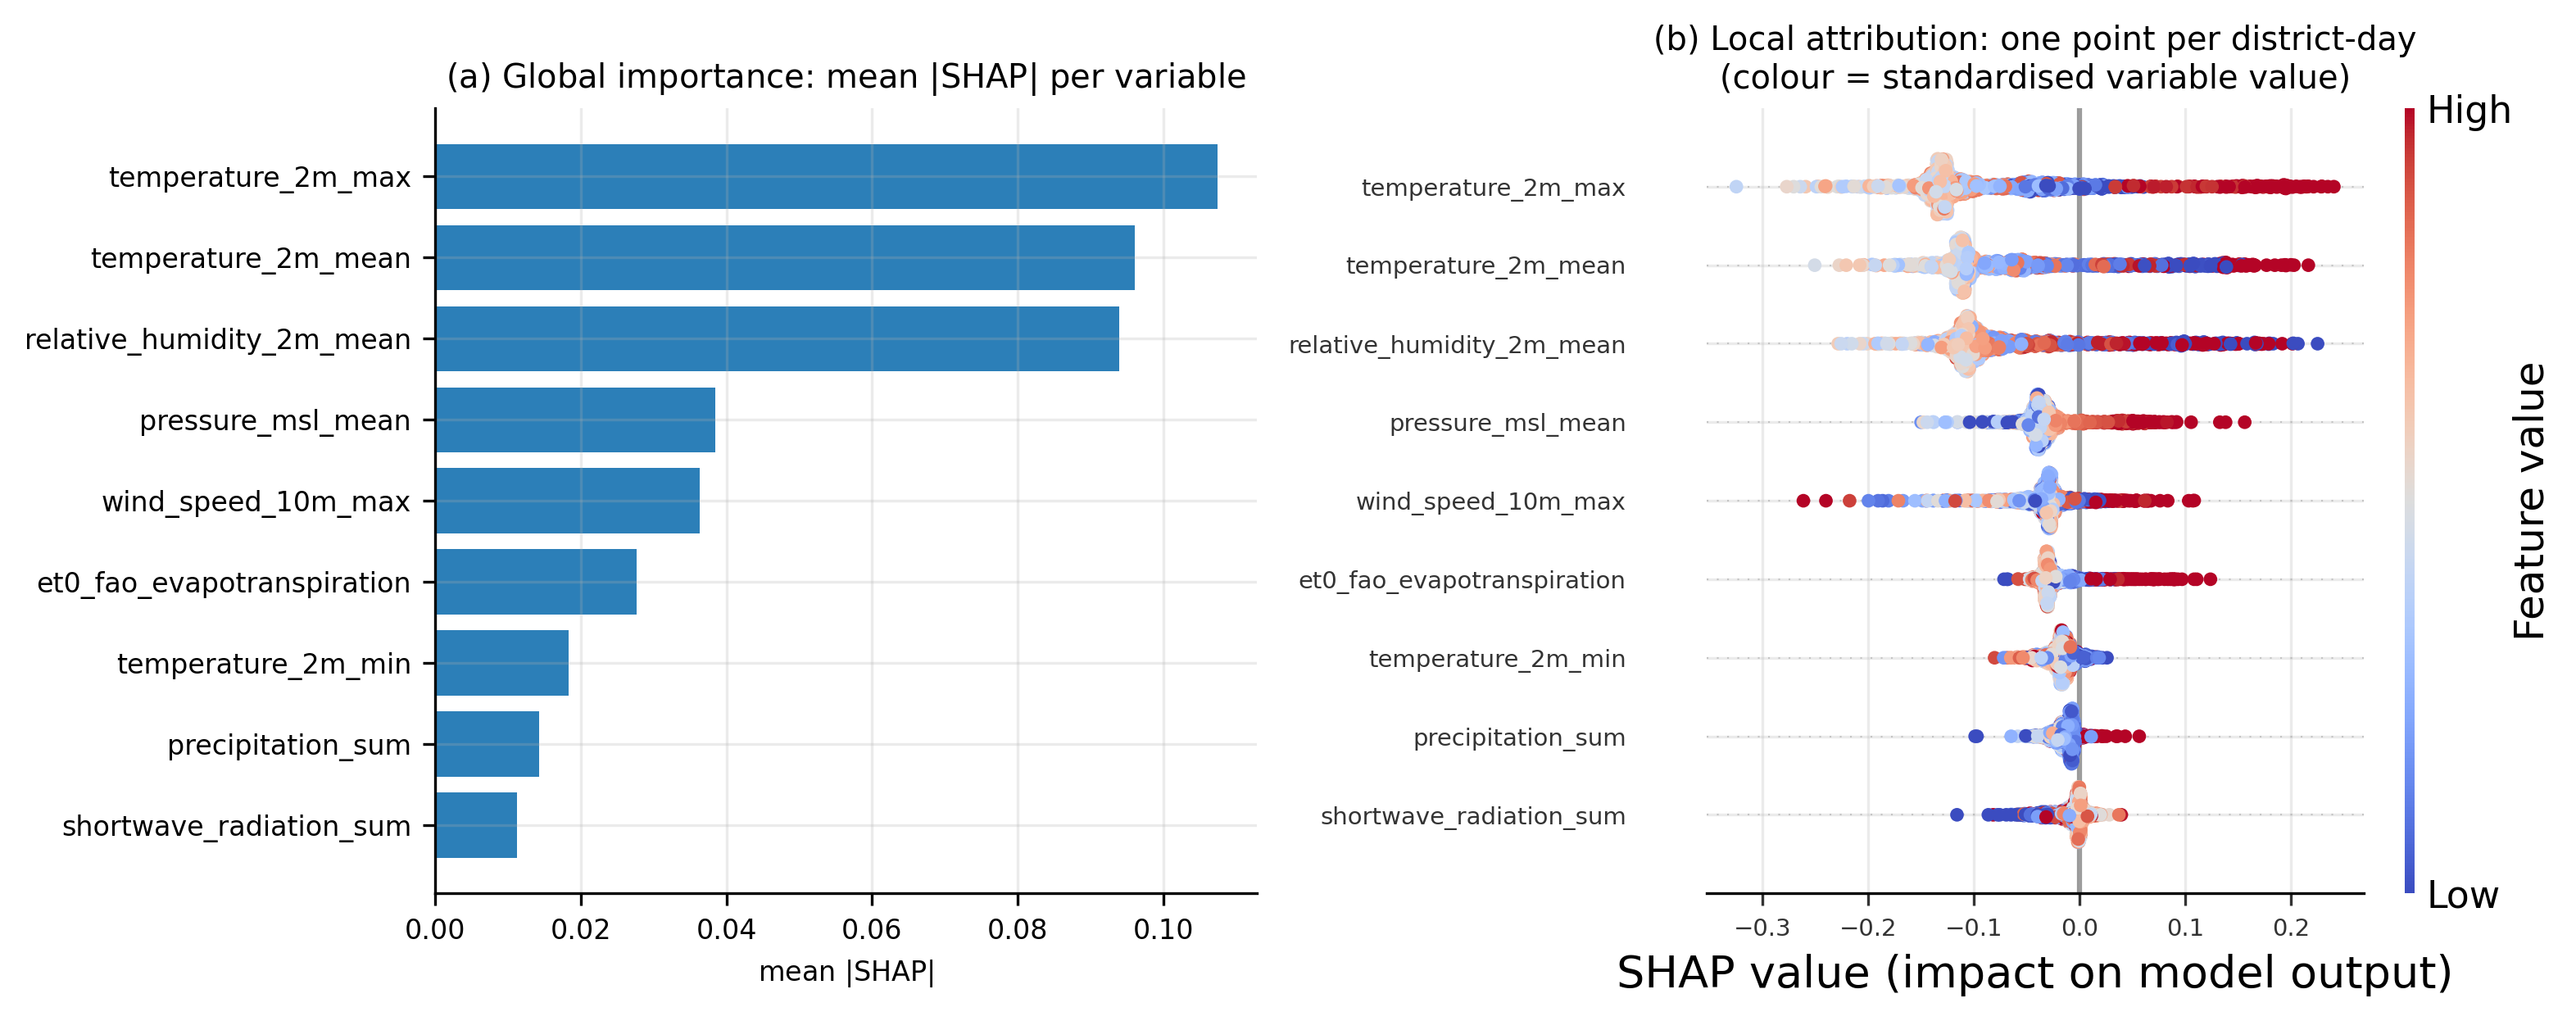 (a) Global importance: mean |SHAP| per variable
temperature_2m_max
temperature_2m_mean
relative_humidity_2m_mean
pressure_msl_mean
wind_speed_10m_max
et0_fao_evapotranspiration
temperature_2m_min
precipitation_sum
shortwave_radiation_sum
0.00 0.02 0.04 0.06 0.08 0.10
mean |SHAP|
(b) Local attribution: one point per district-day
(colour = standardised variable value)
temperature_2m_max
temperature_2m_mean
relative_humidity_2m_mean
pressure_msl_mean
wind_speed_10m_max
et0_fao_evapotranspiration
temperature_2m_min
precipitation_sum
shortwave_radiation_sum
−0.3 −0.2 −0.1 0.0 0.1 0.2
SHAP value (impact on model output)
High
Feature value
Low